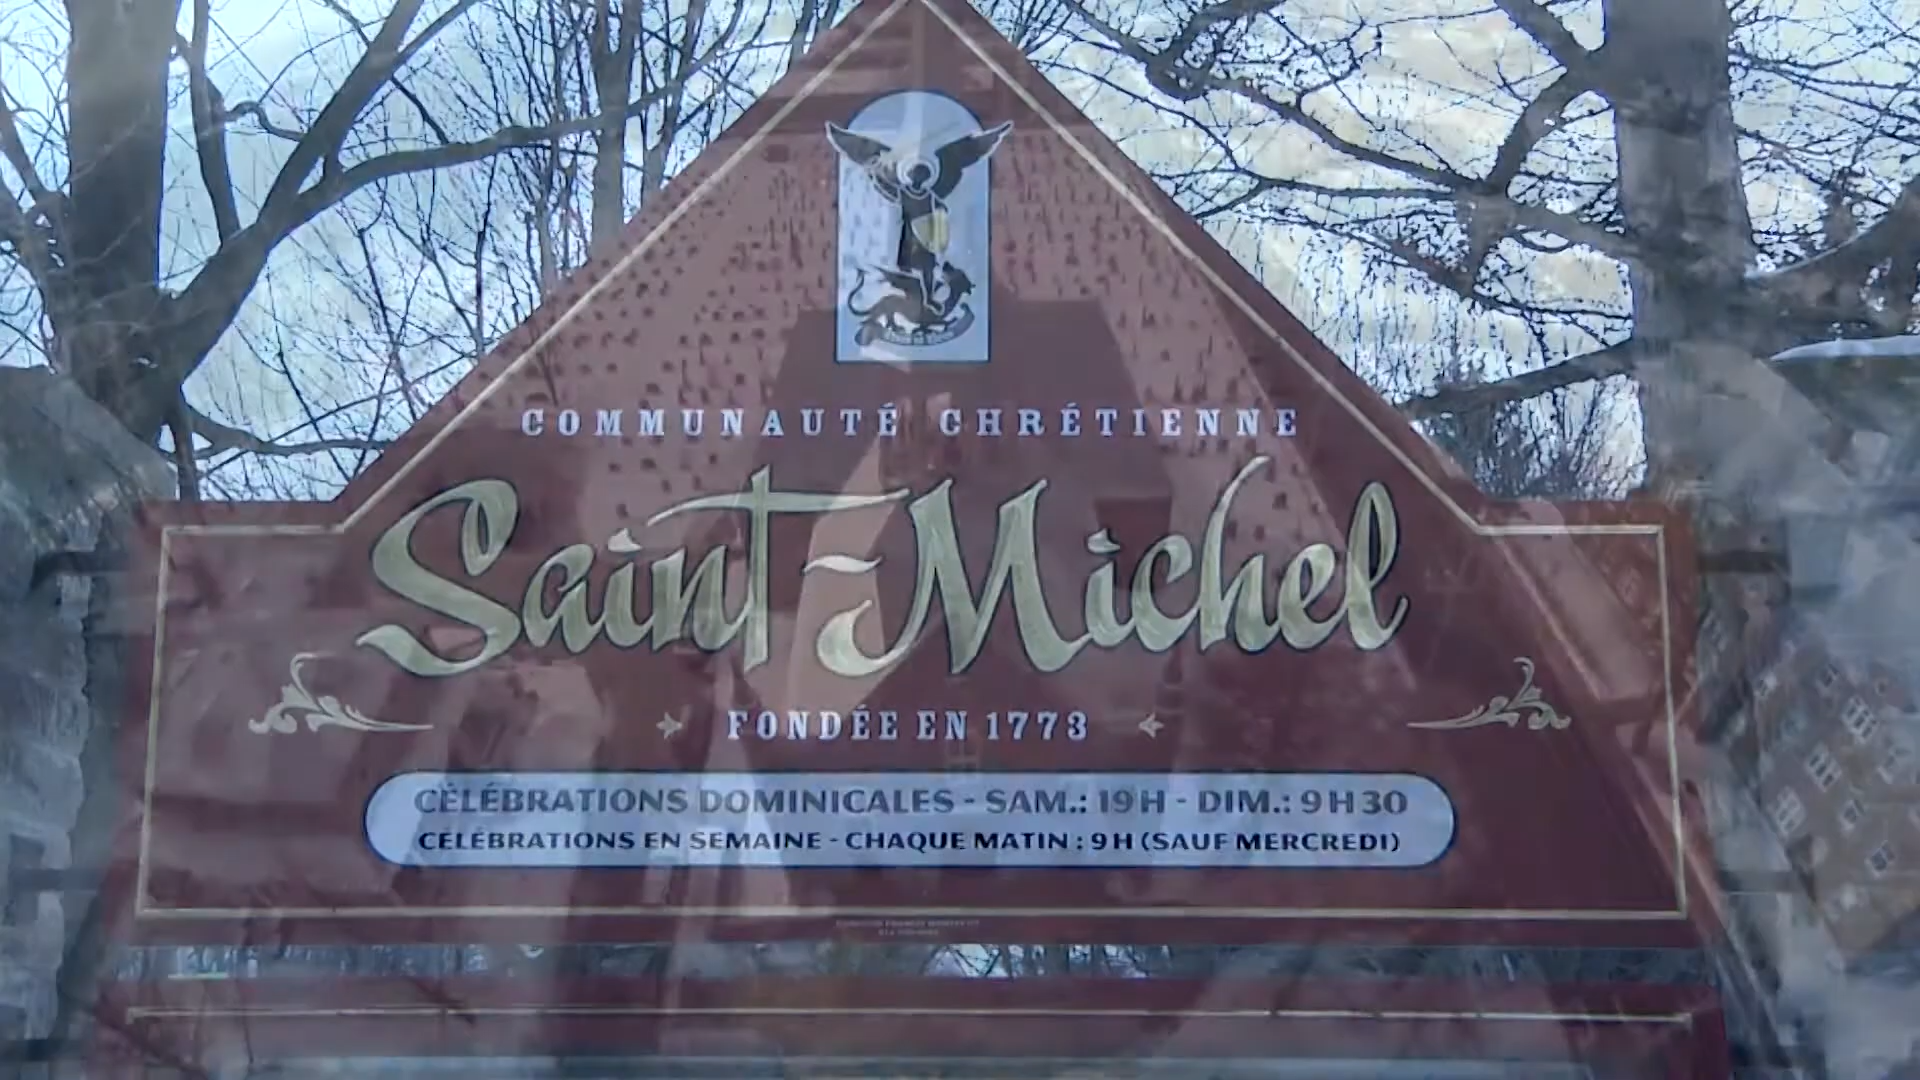 COMMUNAUTÉ CHRÉTIENNE
Saint-Michel
FONDÉE EN 1773
CÉLÉBRATIONS DOMINICALES - SAM.: 19H - DIM.: 9H30
CÉLÉBRATIONS EN SEMAINE - CHAQUE MATIN : 9H (SAUF MERCREDI)